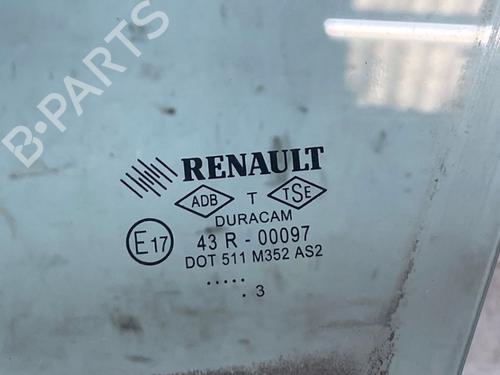 B-PARTS
RENAULT
ADB T TSE
DURACAM
E17 43 R - 00097
DOT 511 M352 AS2
.....
. 3